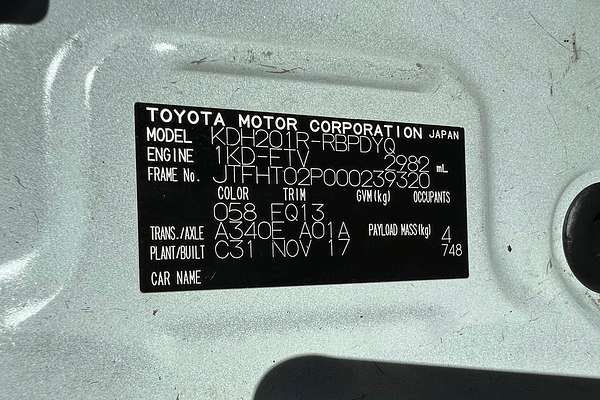 TOYOTA MOTOR CORPORATION JAPAN
MODEL KDH201R-RBPDYQ
ENGINE 1KD-FTV 2982 mL
FRAME No. JTFHT02P000239320
COLOR TRIM GVM(kg) OCCUPANTS
058 FQ13
TRANS./AXLE A340E A01A PAYLOAD MASS(kg) 4
PLANT/BUILT C31 NOV 17 748
CAR NAME